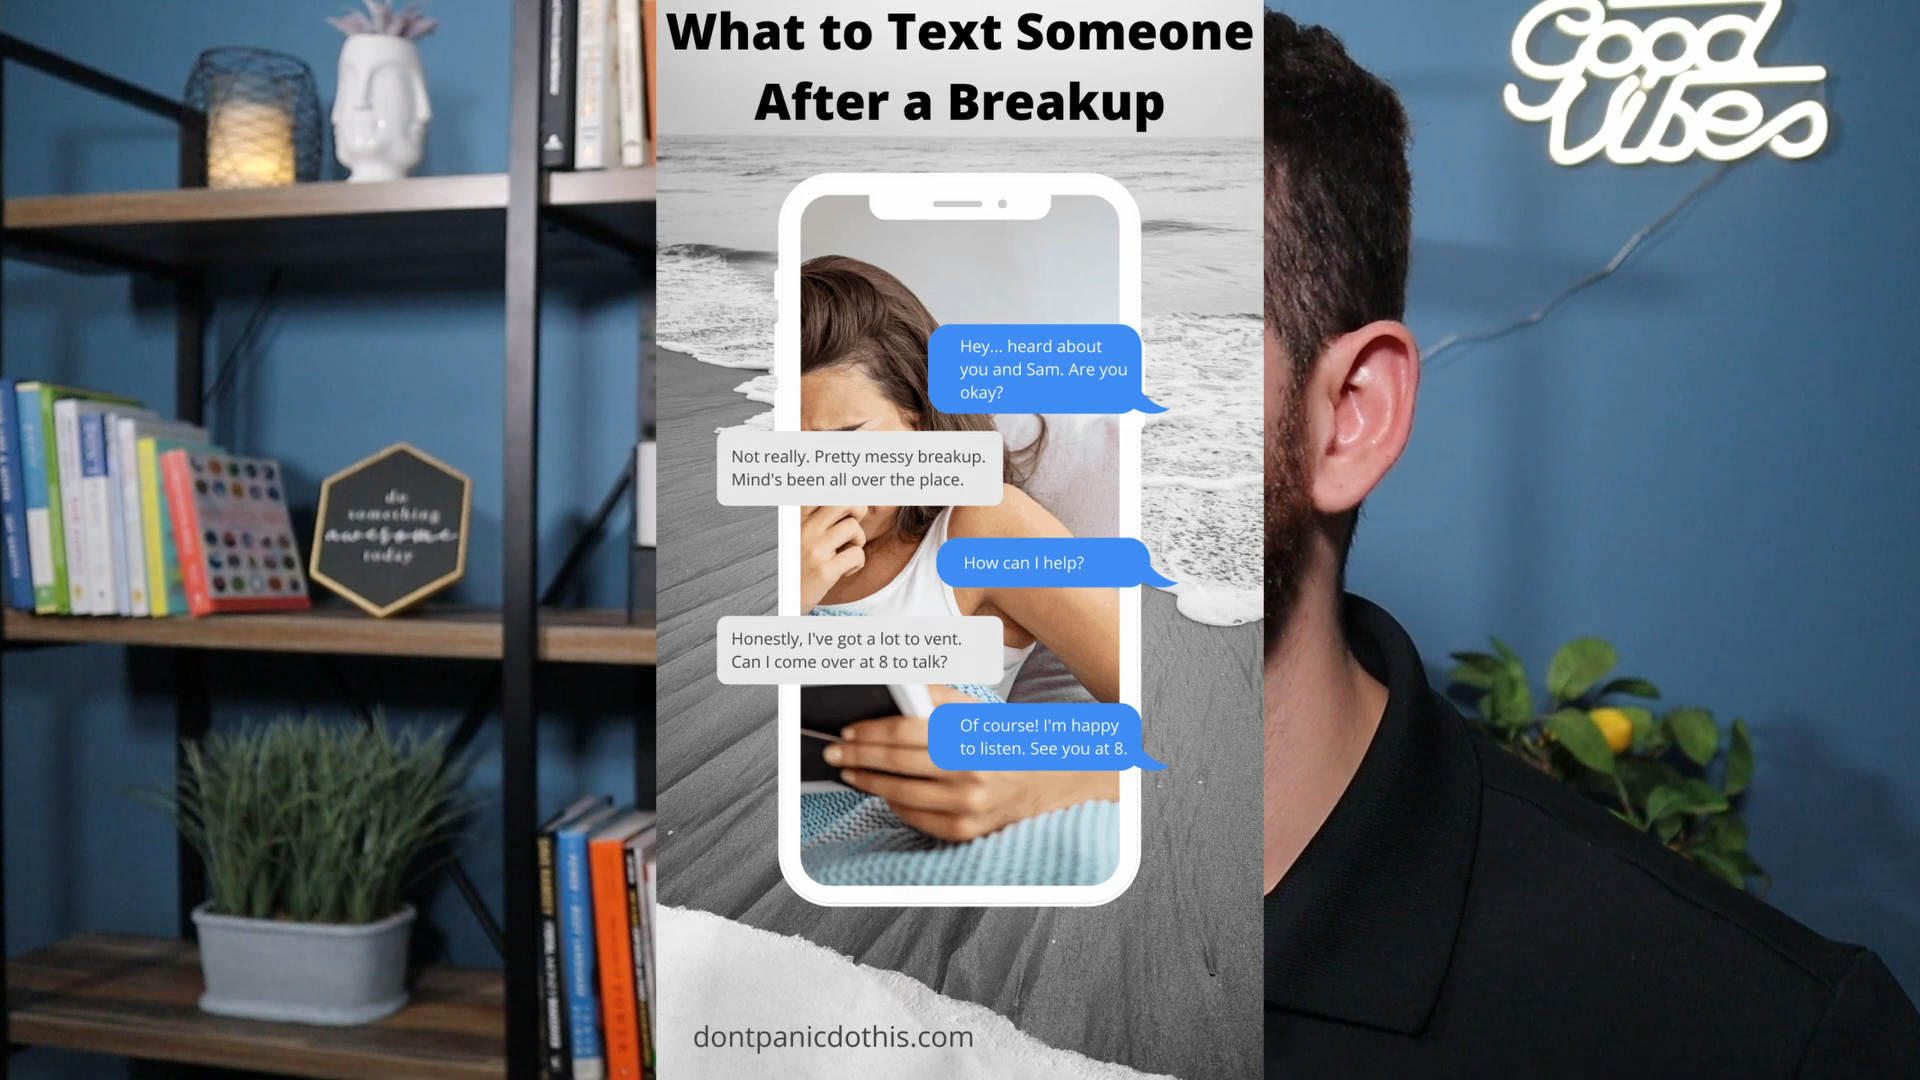 What to Text Someone
After a Breakup
Good
Vibes
Hey... heard about
you and Sam. Are you
okay?
Not really. Pretty messy breakup.
Mind's been all over the place.
do
something
awesome
today
How can I help?
Honestly, I've got a lot to vent.
Can I come over at 8 to talk?
Of course! I'm happy
to listen. See you at 8.
dontpanicdothis.com